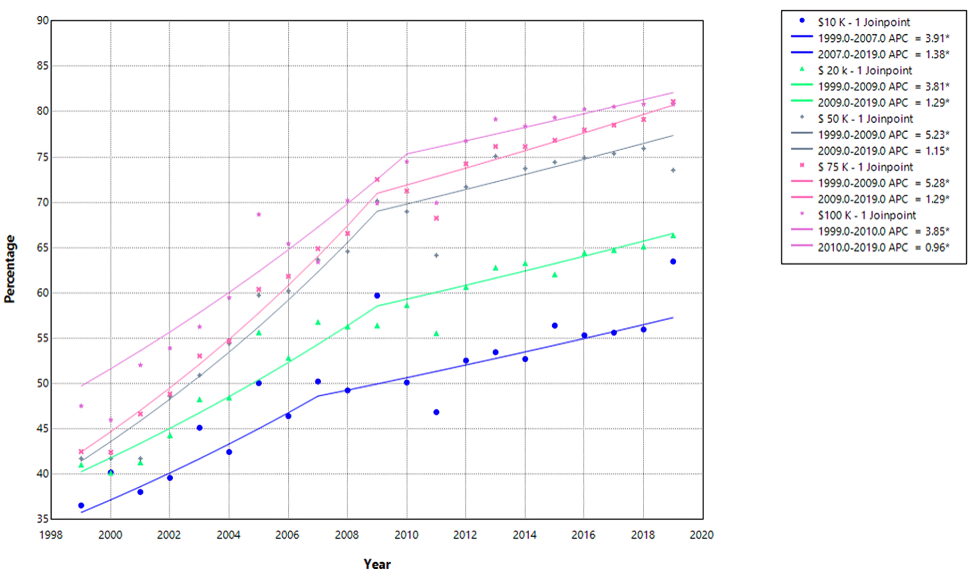 90
85
80
75
70
65
60
55
50
45
40
35
1998 2000 2002 2004 2006 2008 2010 2012 2014 2016 2018 2020
Percentage
Year
$10 K - 1 Joinpoint
1999.0-2007.0 APC = 3.91*
2007.0-2019.0 APC = 1.38*
$ 20 k - 1 Joinpoint
1999.0-2009.0 APC = 3.81*
2009.0-2019.0 APC = 1.29*
$ 50 K - 1 Joinpoint
1999.0-2009.0 APC = 5.23*
2009.0-2019.0 APC = 1.15*
$ 75 K - 1 Joinpoint
1999.0-2009.0 APC = 5.28*
2009.0-2019.0 APC = 1.29*
$100 K - 1 Joinpoint
1999.0-2010.0 APC = 3.85*
2010.0-2019.0 APC = 0.96*